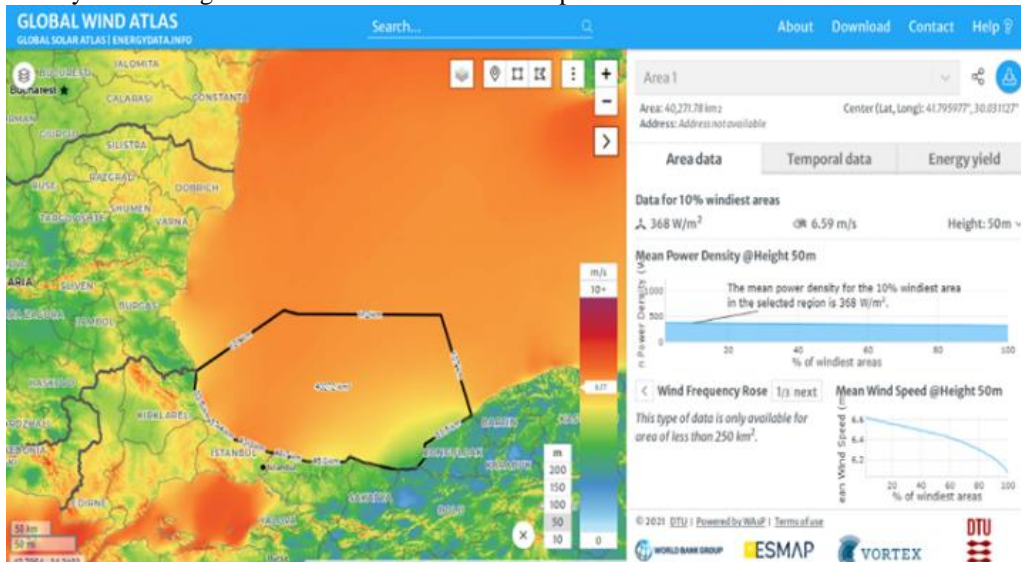 GLOBAL WIND ATLAS
GLOBAL SOLAR ATLAS | ENERGYDATA.INFO
Search...
About Download Contact Help
Bucharest
IALOMITA
CALARASI
CONSTANTA
GIURGIU
SILISTRA
RUSE
RAZGRAD
DOBRICH
SHUMEN
VARNA
SLIVEN
BURGAS
JAMBOL
HASKOVO
KIRKLARELI
ISTANBUL
EDIRNE
YALOVA
SAKARYA
BOLU
ZONGULDAK
BARTIN
KARABUK
50 km
50 mi
m/s
10+
0
m
200
150
100
50
10
Area 1
Area: 40,271.78 km2
Center (Lat, Long): 41.795977°, 30.031127°
Address: Address not available
Area data
Temporal data
Energy yield
Data for 10% windiest areas
368 W/m²
6.59 m/s
Height: 50m
Mean Power Density @Height 50m
The mean power density for the 10% windiest area
in the selected region is 368 W/m².
1000
500
0
20 40 60 80 100
% of windiest areas
Wind Frequency Rose
1/3 next
This type of data is only available for
area of less than 250 km².
Mean Wind Speed @Height 50m
6.6
6.4
6.2
20 40 60 80 100
% of windiest areas
© 2021 DTU | Powered by WAsP | Terms of use
WORLD BANK GROUP
ESMAP
VORTEX
DTU